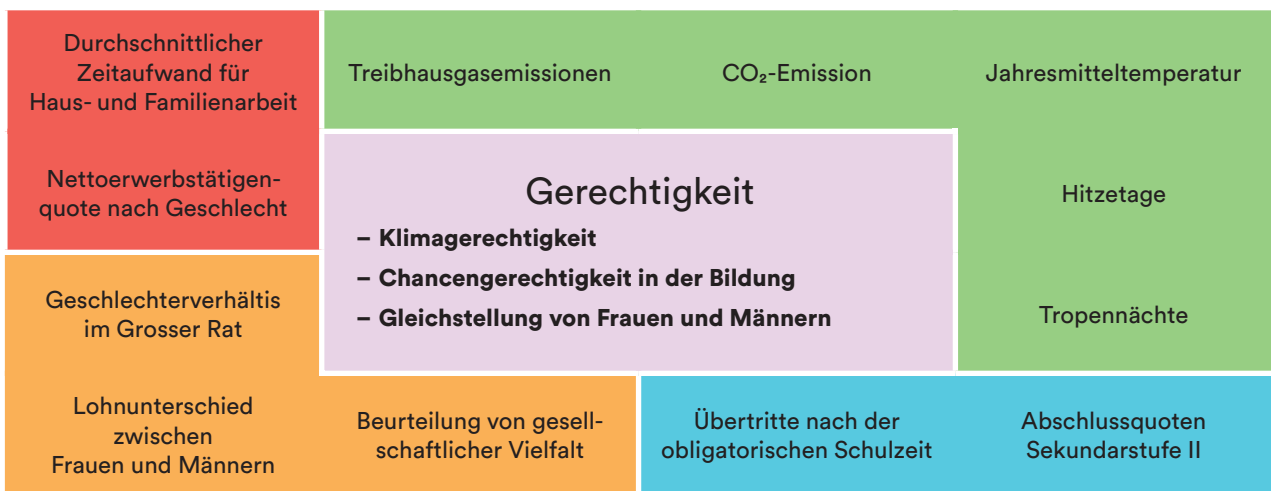 Durchschnittlicher
Zeitaufwand für
Haus- und Familienarbeit
Treibhausgasemissionen
CO₂-Emission
Jahresmitteltemperatur
Nettoerwerbstätigen-
quote nach Geschlecht
Gerechtigkeit
– Klimagerechtigkeit
– Chancengerechtigkeit in der Bildung
– Gleichstellung von Frauen und Männern
Hitzetage
Geschlechterverhältis
im Grosser Rat
Tropennächte
Lohnunterschied
zwischen
Frauen und Männern
Beurteilung von gesell-
schaftlicher Vielfalt
Übertritte nach der
obligatorischen Schulzeit
Abschlussquoten
Sekundarstufe II